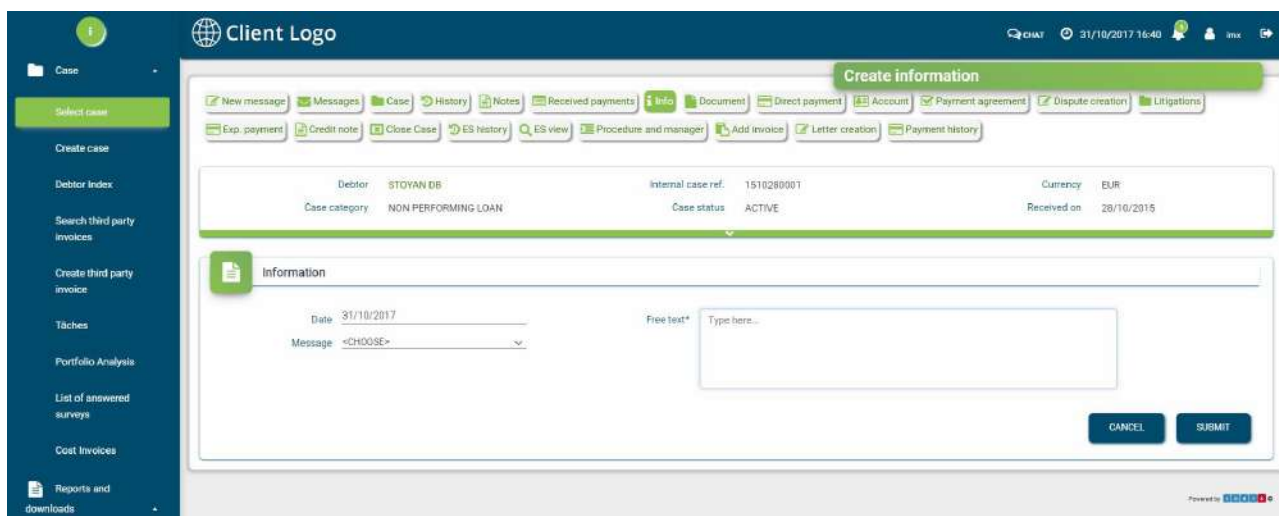 Client Logo
CHAT 31/10/2017 16:40 imx
Create information
Case
Select case
Create case
Debtor Index
Search third party
invoices
Create third party
invoice
Tâches
Portfolio Analysis
List of answered
surveys
Cost Invoices
Reports and
downloads
New message Messages Case History Notes Received payments Info Document Direct payment Account Payment agreement Dispute creation Litigations
Exp. payment Credit note Close Case ES history ES view Procedure and manager Add invoice Letter creation Payment history
Debtor STOYAN DB Internal case ref. 1510280001 Currency EUR
Case category NON PERFORMING LOAN Case status ACTIVE Received on 28/10/2015
Information
Date 31/10/2017 Free text* Type here...
Message <CHOOSE>
CANCEL SUBMIT
Powered by